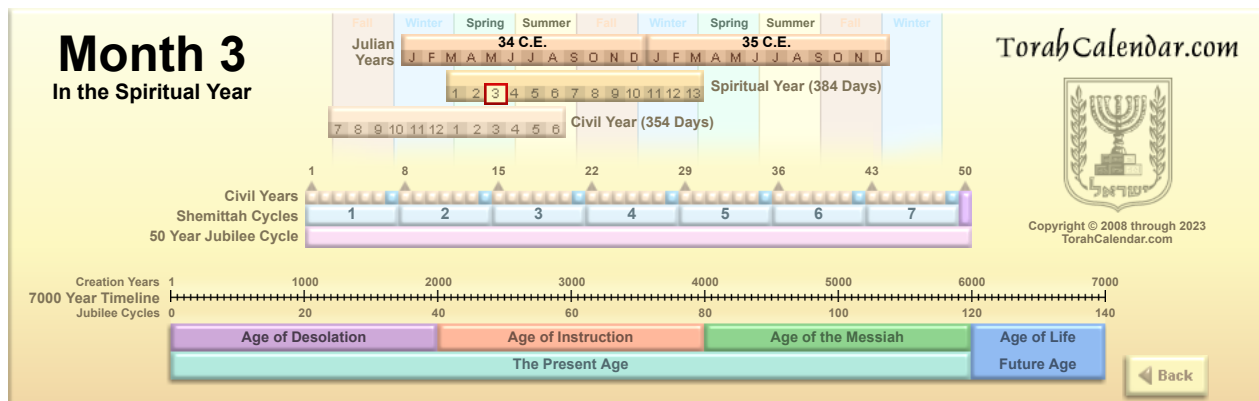 Month 3
In the Spiritual Year
Fall Winter Spring Summer Fall Winter Spring Summer Fall Winter
Julian Years
34 C.E. 35 C.E.
J F M A M J J A S O N D J F M A M J J A S O N D
1 2 3 4 5 6 7 8 9 10 11 12 13 Spiritual Year (384 Days)
7 8 9 10 11 12 1 2 3 4 5 6 Civil Year (354 Days)
TorahCalendar.com
ישראל
Copyright © 2008 through 2023
TorahCalendar.com
1 8 15 22 29 36 43 50
Civil Years
Shemittah Cycles 1 2 3 4 5 6 7
50 Year Jubilee Cycle
Creation Years 1 1000 2000 3000 4000 6000 7000
7000 Year Timeline
Jubilee Cycles 0 20 40 60 80 100 120 140
Age of Desolation Age of Instruction Age of the Messiah Age of Life
The Present Age Future Age
Back